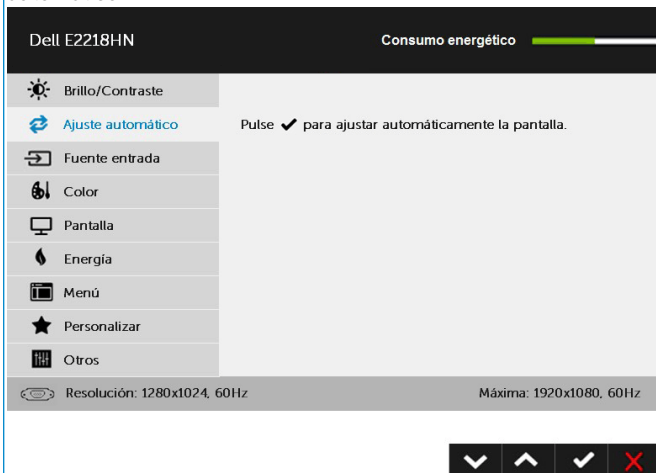 Dell E2218HN
Consumo energético
Brillo/Contraste
Ajuste automático
Pulse ✔ para ajustar automáticamente la pantalla.
Fuente entrada
Color
Pantalla
Energía
Menú
Personalizar
Otros
Resolución: 1280x1024, 60Hz
Máxima: 1920x1080, 60Hz